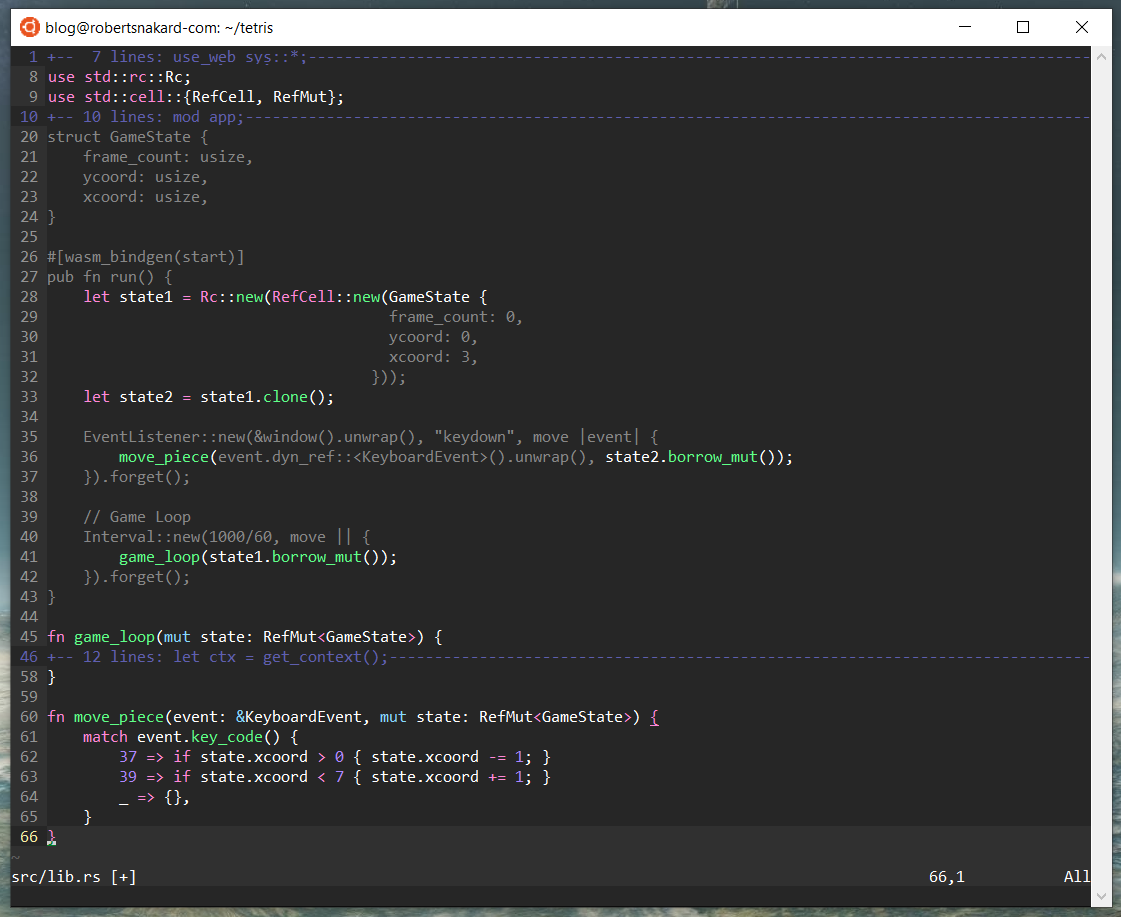 blog@robertsnakard-com: ~/tetris
1 +--  7 lines: use web_sys::*;------------------------------------------------------------------------------------
8 use std::rc::Rc;
9 use std::cell::{RefCell, RefMut};
10 +-- 10 lines: mod app;----------------------------------------------------------------------------------------------
20 struct GameState {
21     frame_count: usize,
22     ycoord: usize,
23     xcoord: usize,
24 }
25
26 #[wasm_bindgen(start)]
27 pub fn run() {
28     let state1 = Rc::new(RefCell::new(GameState {
29                                       frame_count: 0,
30                                       ycoord: 0,
31                                       xcoord: 3,
32                                     }));
33     let state2 = state1.clone();
34
35     EventListener::new(&window().unwrap(), "keydown", move |event| {
36         move_piece(event.dyn_ref::<KeyboardEvent>().unwrap(), state2.borrow_mut());
37     }).forget();
38
39     // Game Loop
40     Interval::new(1000/60, move || {
41         game_loop(state1.borrow_mut());
42     }).forget();
43 }
44
45 fn game_loop(mut state: RefMut<GameState>) {
46 +-- 12 lines: let ctx = get_context();------------------------------------------------------------------------------
58 }
59
60 fn move_piece(event: &KeyboardEvent, mut state: RefMut<GameState>) {
61     match event.key_code() {
62         37 => if state.xcoord > 0 { state.xcoord -= 1; }
63         39 => if state.xcoord < 7 { state.xcoord += 1; }
64         _ => {},
65     }
66 }
~
src/lib.rs [+] 66,1 All